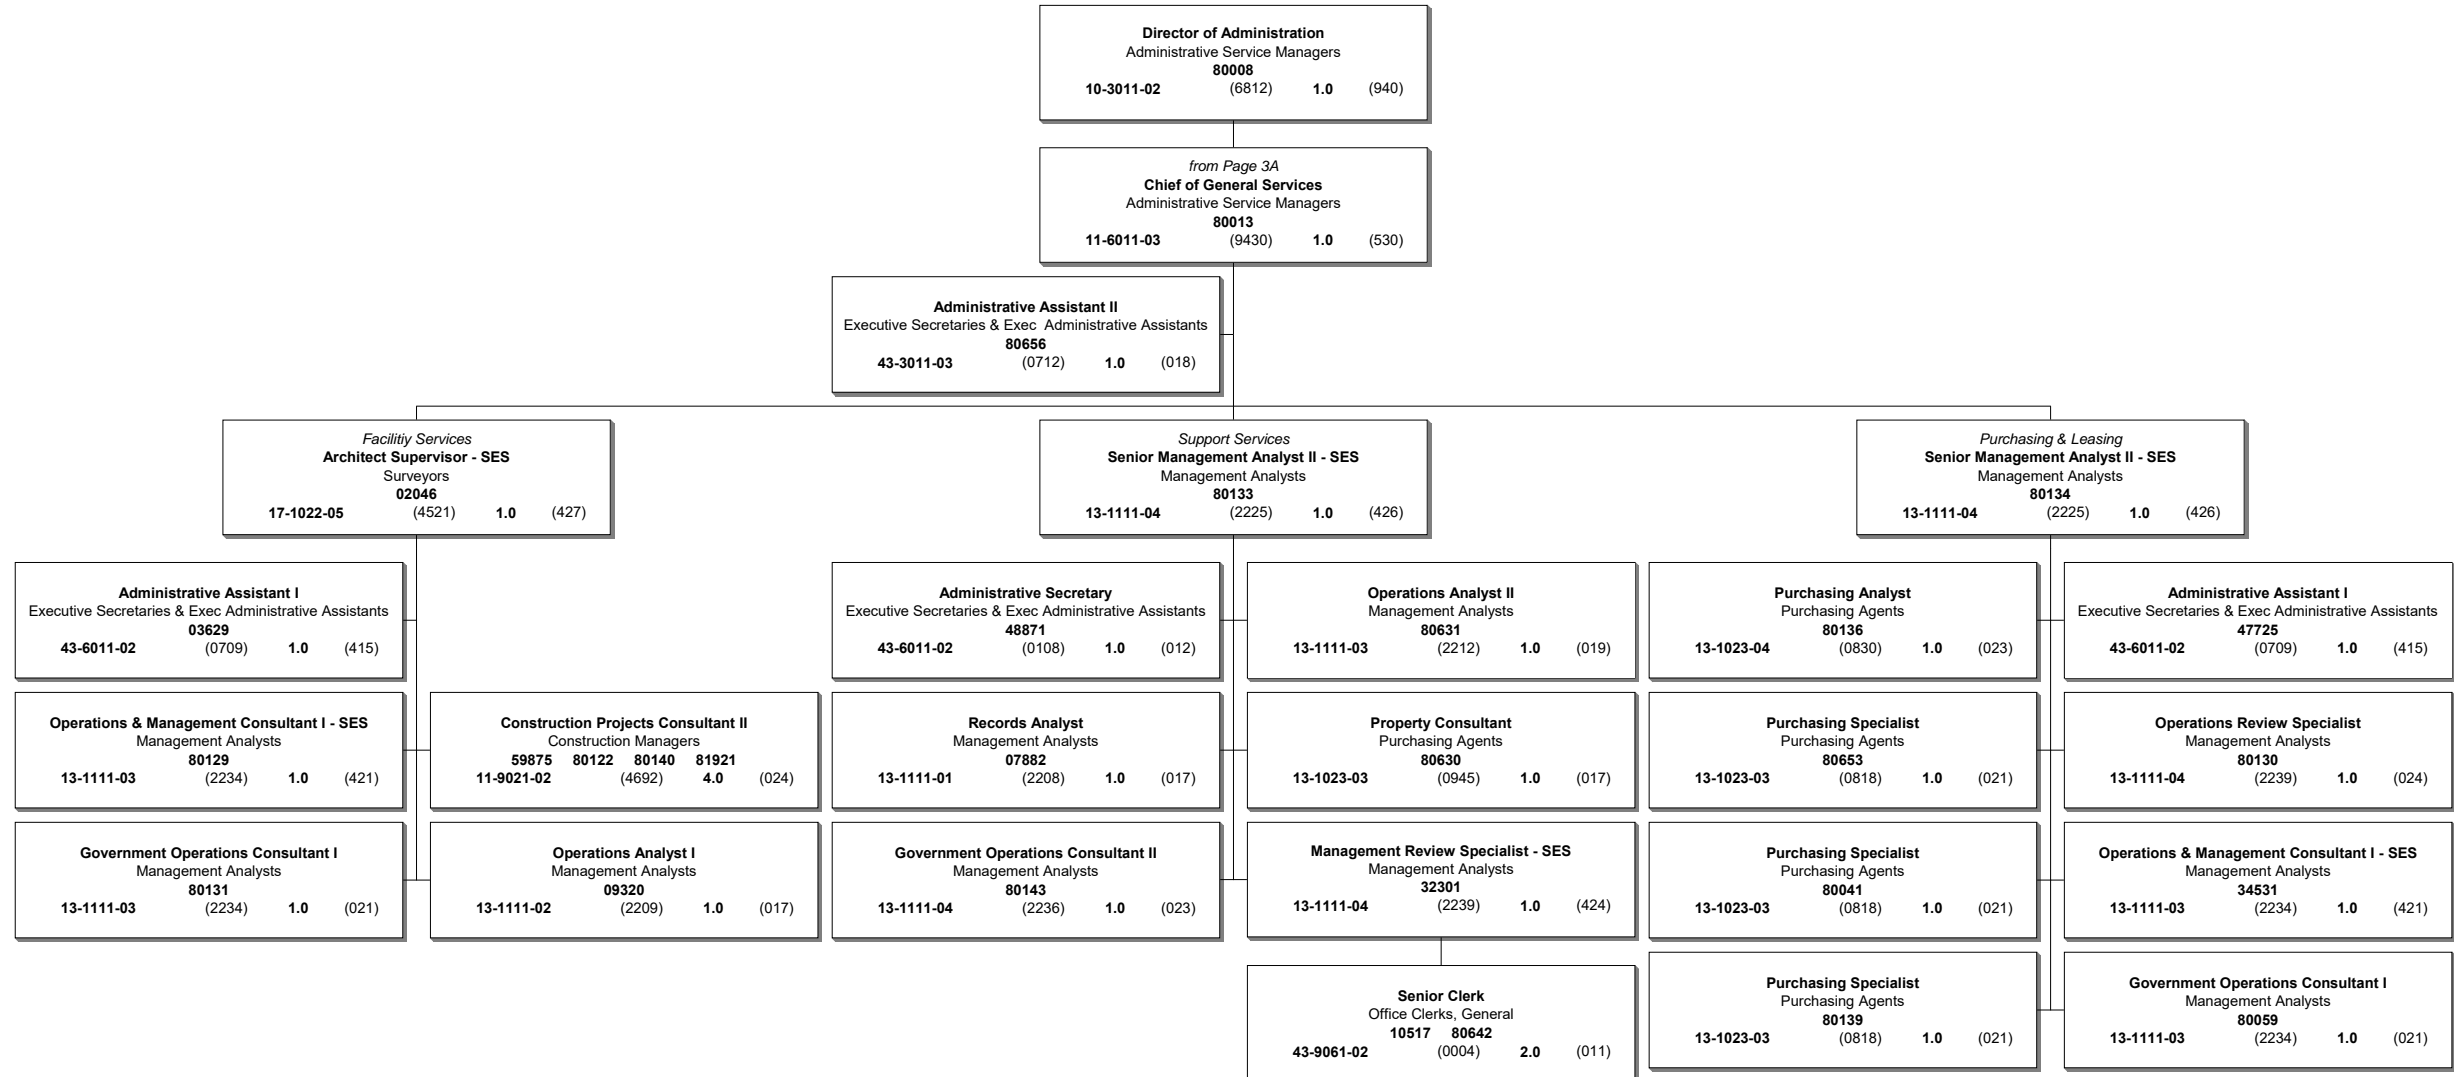 Director of Administration
Administrative Service Managers
80008
10-3011-02 (6812) 1.0 (940)
from Page 3A
Chief of General Services
Administrative Service Managers
80013
11-6011-03 (9430) 1.0 (530)
Administrative Assistant II
Executive Secretaries & Exec Administrative Assistants
80656
43-3011-03 (0712) 1.0 (018)
Facilitiy Services
Architect Supervisor - SES
Surveyors
02046
17-1022-05 (4521) 1.0 (427)
Support Services
Senior Management Analyst II - SES
Management Analysts
80133
13-1111-04 (2225) 1.0 (426)
Purchasing & Leasing
Senior Management Analyst II - SES
Management Analysts
80134
13-1111-04 (2225) 1.0 (426)
Administrative Assistant I
Executive Secretaries & Exec Administrative Assistants
03629
43-6011-02 (0709) 1.0 (415)
Administrative Secretary
Executive Secretaries & Exec Administrative Assistants
48871
43-6011-02 (0108) 1.0 (012)
Operations Analyst II
Management Analysts
80631
13-1111-03 (2212) 1.0 (019)
Purchasing Analyst
Purchasing Agents
80136
13-1023-04 (0830) 1.0 (023)
Administrative Assistant I
Executive Secretaries & Exec Administrative Assistants
47725
43-6011-02 (0709) 1.0 (415)
Operations & Management Consultant I - SES
Management Analysts
80129
13-1111-03 (2234) 1.0 (421)
Construction Projects Consultant II
Construction Managers
59875 80122 80140 81921
11-9021-02 (4692) 4.0 (024)
Records Analyst
Management Analysts
07882
13-1111-01 (2208) 1.0 (017)
Property Consultant
Purchasing Agents
80630
13-1023-03 (0945) 1.0 (017)
Purchasing Specialist
Purchasing Agents
80653
13-1023-03 (0818) 1.0 (021)
Operations Review Specialist
Management Analysts
80130
13-1111-04 (2239) 1.0 (024)
Government Operations Consultant I
Management Analysts
80131
13-1111-03 (2234) 1.0 (021)
Operations Analyst I
Management Analysts
09320
13-1111-02 (2209) 1.0 (017)
Government Operations Consultant II
Management Analysts
80143
13-1111-04 (2236) 1.0 (023)
Management Review Specialist - SES
Management Analysts
32301
13-1111-04 (2239) 1.0 (424)
Purchasing Specialist
Purchasing Agents
80041
13-1023-03 (0818) 1.0 (021)
Operations & Management Consultant I - SES
Management Analysts
34531
13-1111-03 (2234) 1.0 (421)
Senior Clerk
Office Clerks, General
10517 80642
43-9061-02 (0004) 2.0 (011)
Purchasing Specialist
Purchasing Agents
80139
13-1023-03 (0818) 1.0 (021)
Government Operations Consultant I
Management Analysts
80059
13-1111-03 (2234) 1.0 (021)